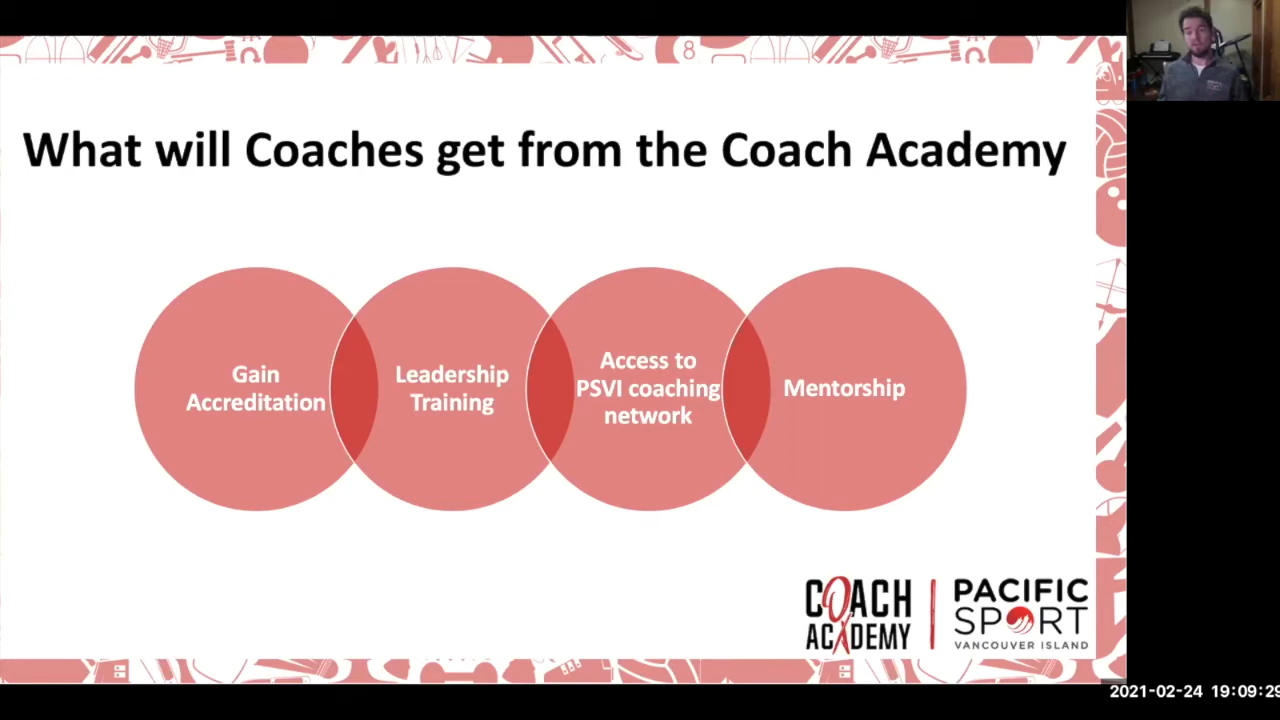 8
What will Coaches get from the Coach Academy
Gain
Accreditation
Leadership
Training
Access to
PSVI coaching
network
Mentorship
COACH
ACADEMY
PACIFIC
SPORT
VANCOUVER ISLAND
2021-02-24 19:09:29